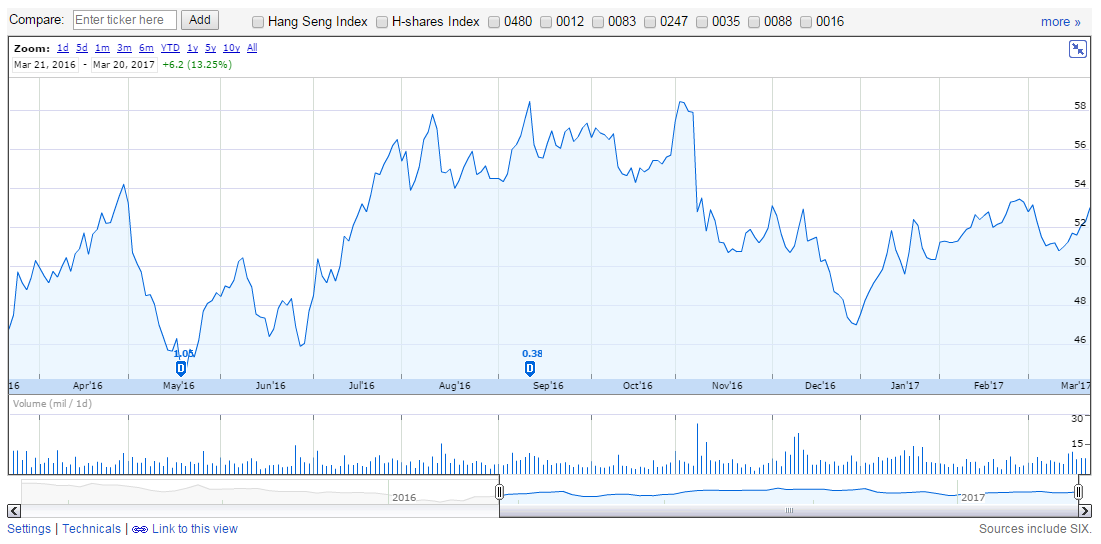 Compare: Enter ticker here Add Hang Seng Index H-shares Index 0480 0012 0083 0247 0035 0088 0016 more »
Zoom: 1d 5d 1m 3m 6m YTD 1y 5y 10y All
Mar 21, 2016 - Mar 20, 2017 +6.2 (13.25%)
58
56
54
52
50
48
46
1.05 0.38
D D
16 Apr'16 May'16 Jun'16 Jul'16 Aug'16 Sep'16 Oct'16 Nov'16 Dec'16 Jan'17 Feb'17 Mar'17
Volume (mil / 1d)
30
15
2016 2017
Settings | Technicals | Link to this view Sources include SIX.